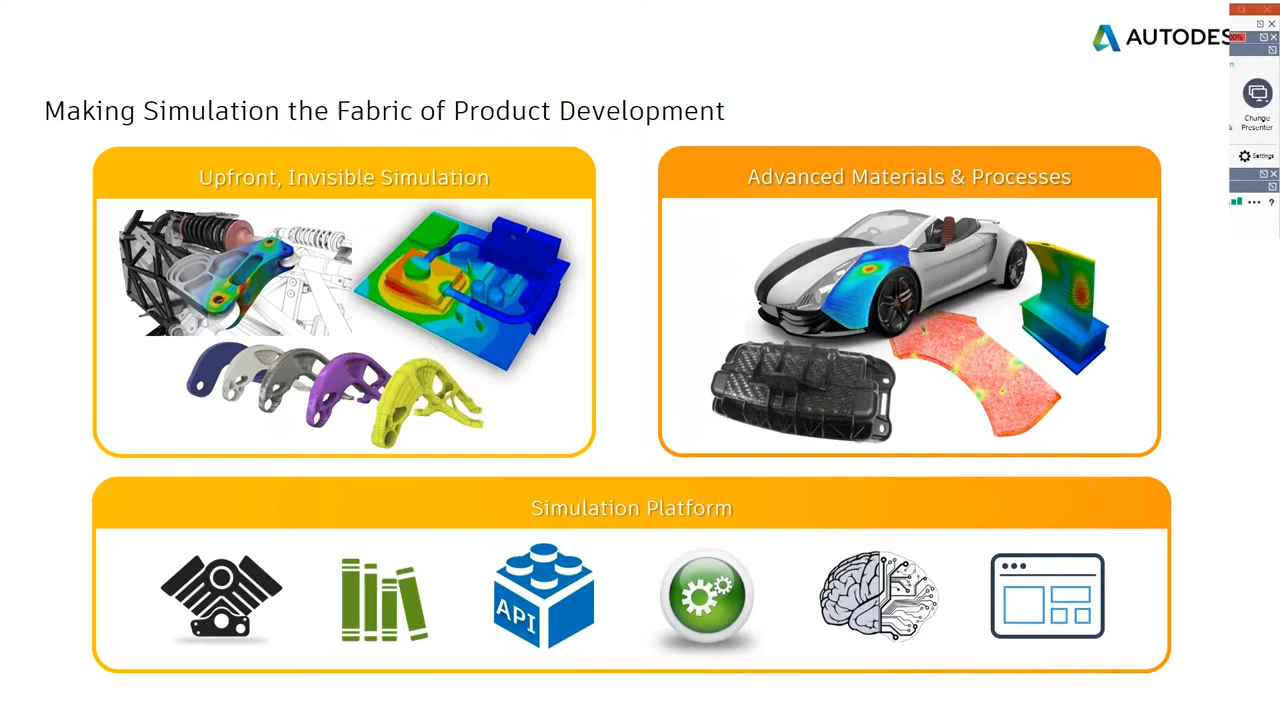 AUTODES
Making Simulation the Fabric of Product Development
Upfront, Invisible Simulation
Advanced Materials & Processes
Simulation Platform
API
Change
Presenter
Settings
?